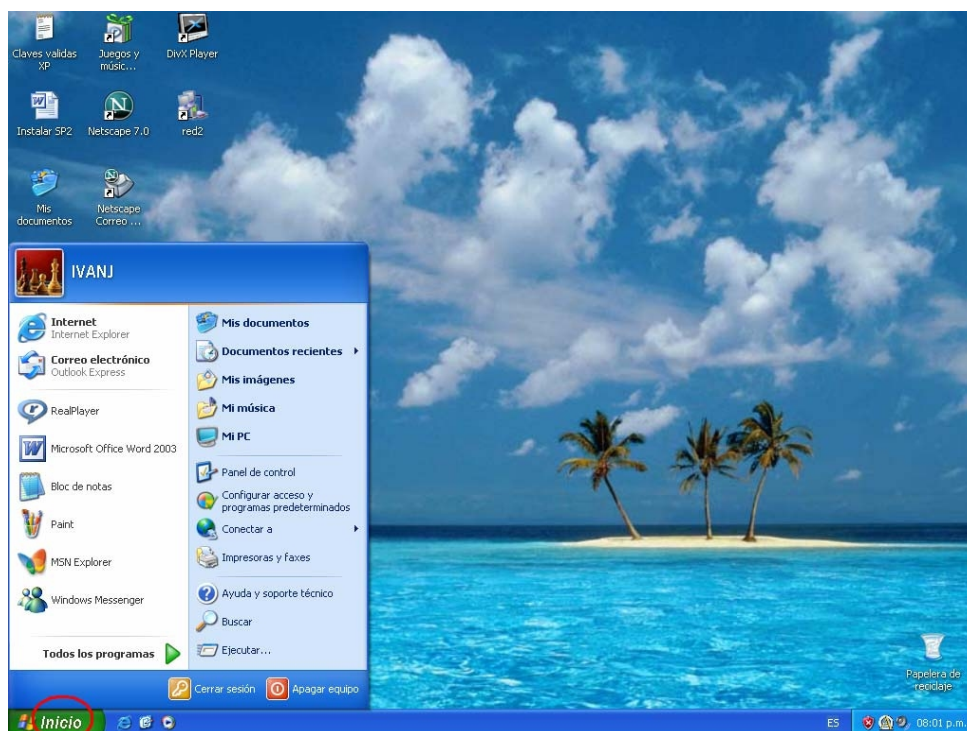 Claves validas
XP
Juegos y
músic...
DivX Player
Instalar SP2
Netscape 7.0
red2
Mis
documentos
Netscape
Correo ...
IVANJ
Internet
Internet Explorer
Correo electrónico
Outlook Express
RealPlayer
Microsoft Office Word 2003
Bloc de notas
Paint
MSN Explorer
Windows Messenger
Todos los programas
Mis documentos
Documentos recientes
Mis imágenes
Mi música
Mi PC
Panel de control
Configurar acceso y
programas predeterminados
Conectar a
Impresoras y faxes
Ayuda y soporte técnico
Buscar
Ejecutar...
Cerrar sesión
Apagar equipo
Papelera de
reciclaje
Inicio
ES
08:01 p.m.